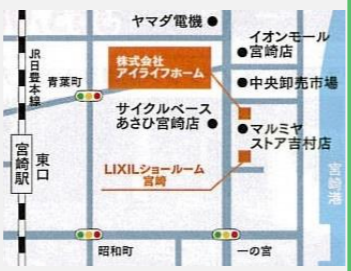 ヤマダ電機
イオンモール
宮崎店
株式会社
アイライフホーム
JR日豊本線
青葉町
中央卸売市場
サイクルベース
あさひ宮崎店
マルミヤ
ストア吉村店
宮崎駅
東口
LIXILショールーム
宮崎
宮崎港
昭和町
一の宮